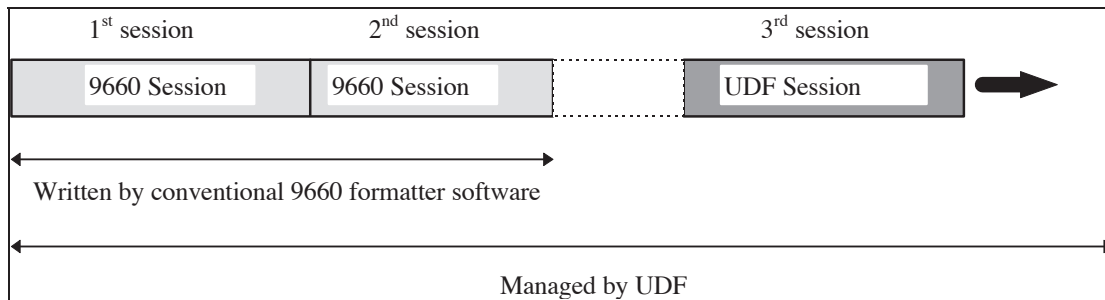 1st session 2nd session 3rd session
9660 Session 9660 Session UDF Session
Written by conventional 9660 formatter software
Managed by UDF